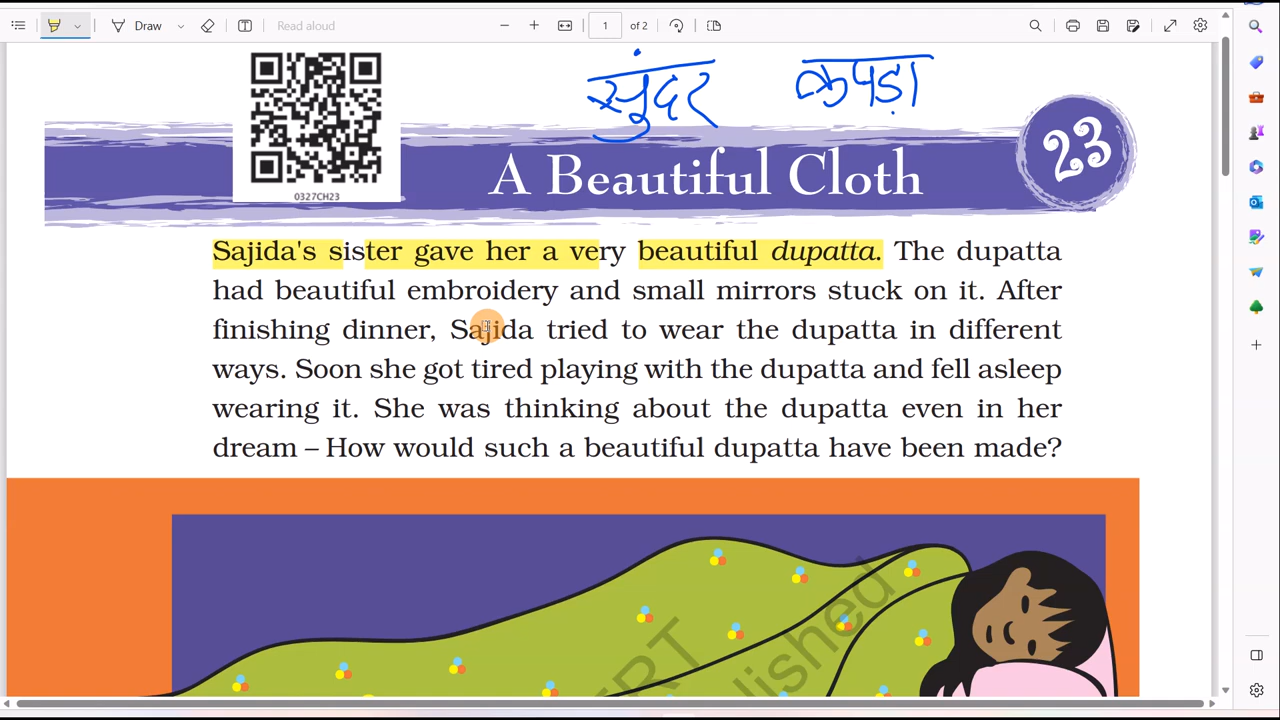 Draw
Read aloud
1 of 2
सुंदर कपड़ा
0327CH23
A Beautiful Cloth
23
Sajida's sister gave her a very beautiful dupatta. The dupatta
had beautiful embroidery and small mirrors stuck on it. After
finishing dinner, Sajida tried to wear the dupatta in different
ways. Soon she got tired playing with the dupatta and fell asleep
wearing it. She was thinking about the dupatta even in her
dream – How would such a beautiful dupatta have been made?
ERT
lished